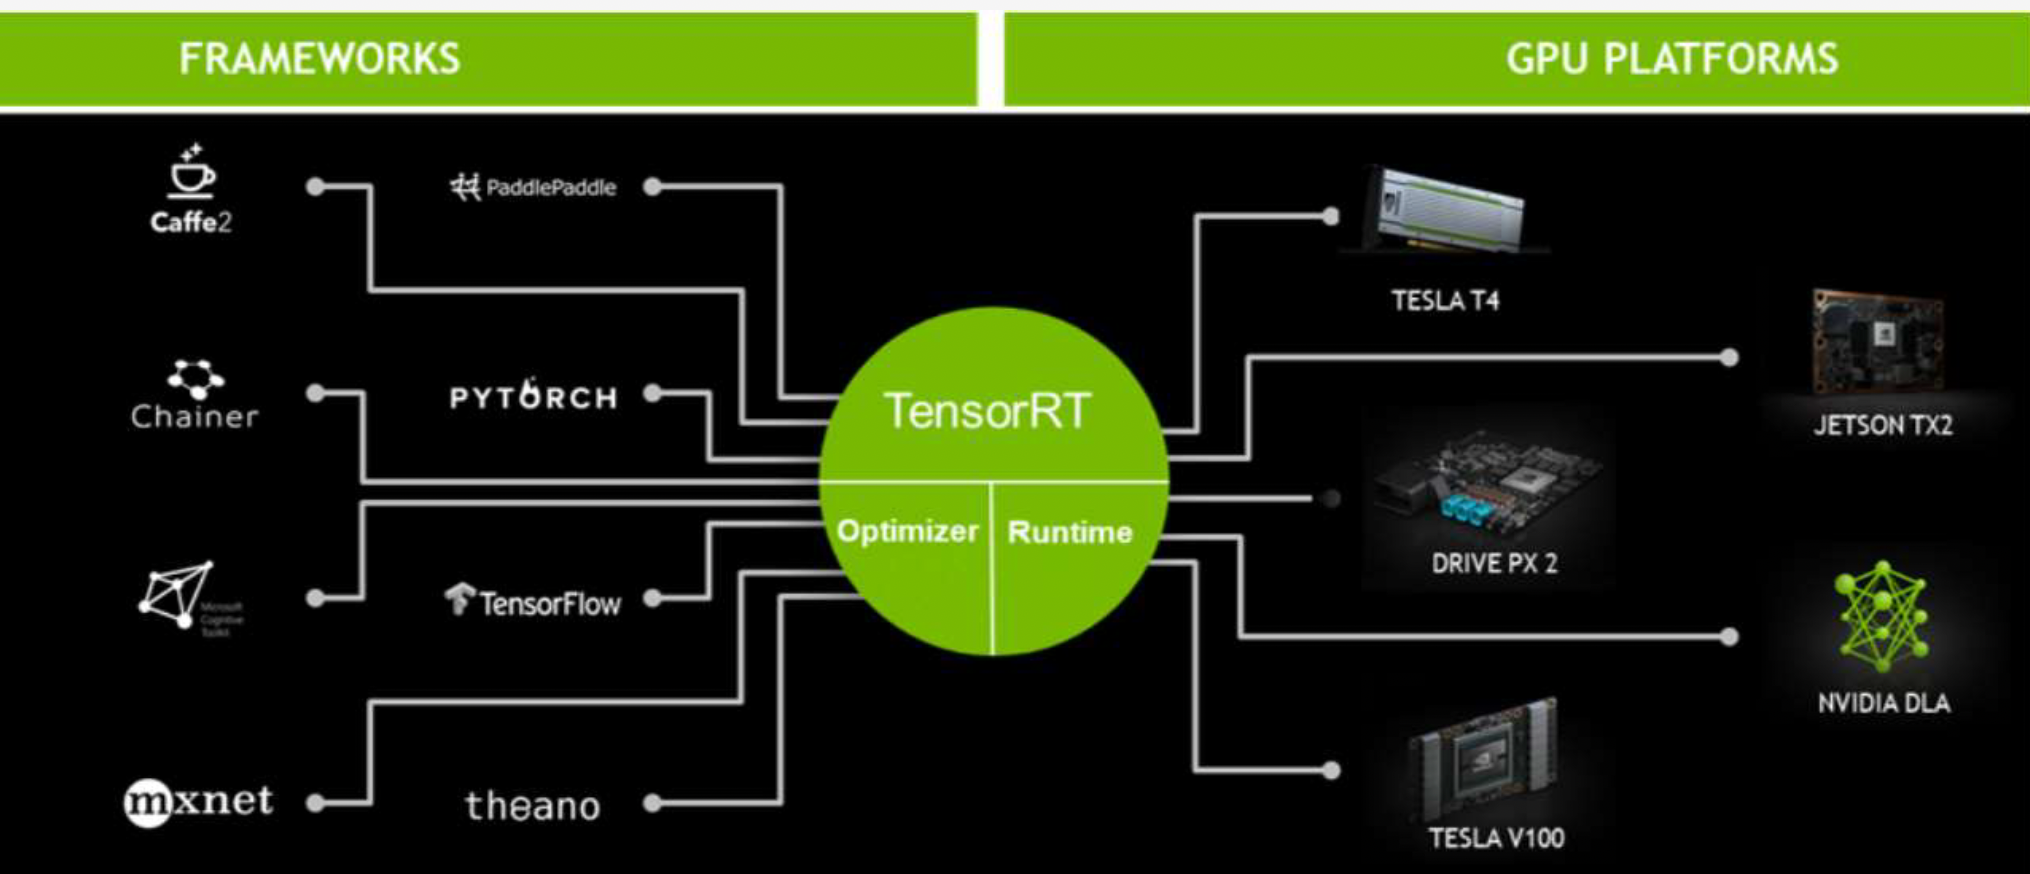 FRAMEWORKS
GPU PLATFORMS
Caffe2
PaddlePaddle
Chainer
PYTORCH
Microsoft
Cognitive
Toolkit
TensorFlow
mxnet
theano
TensorRT
Optimizer
Runtime
TESLA T4
JETSON TX2
DRIVE PX 2
NVIDIA DLA
TESLA V100